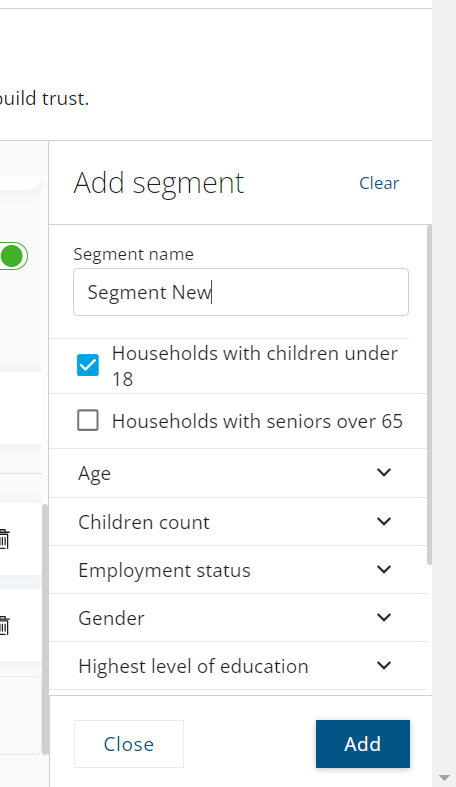 build trust.
Add segment
Clear
Segment name
Segment New
Households with children under
18
Households with seniors over 65
Age
Children count
Employment status
Gender
Highest level of education
Close
Add